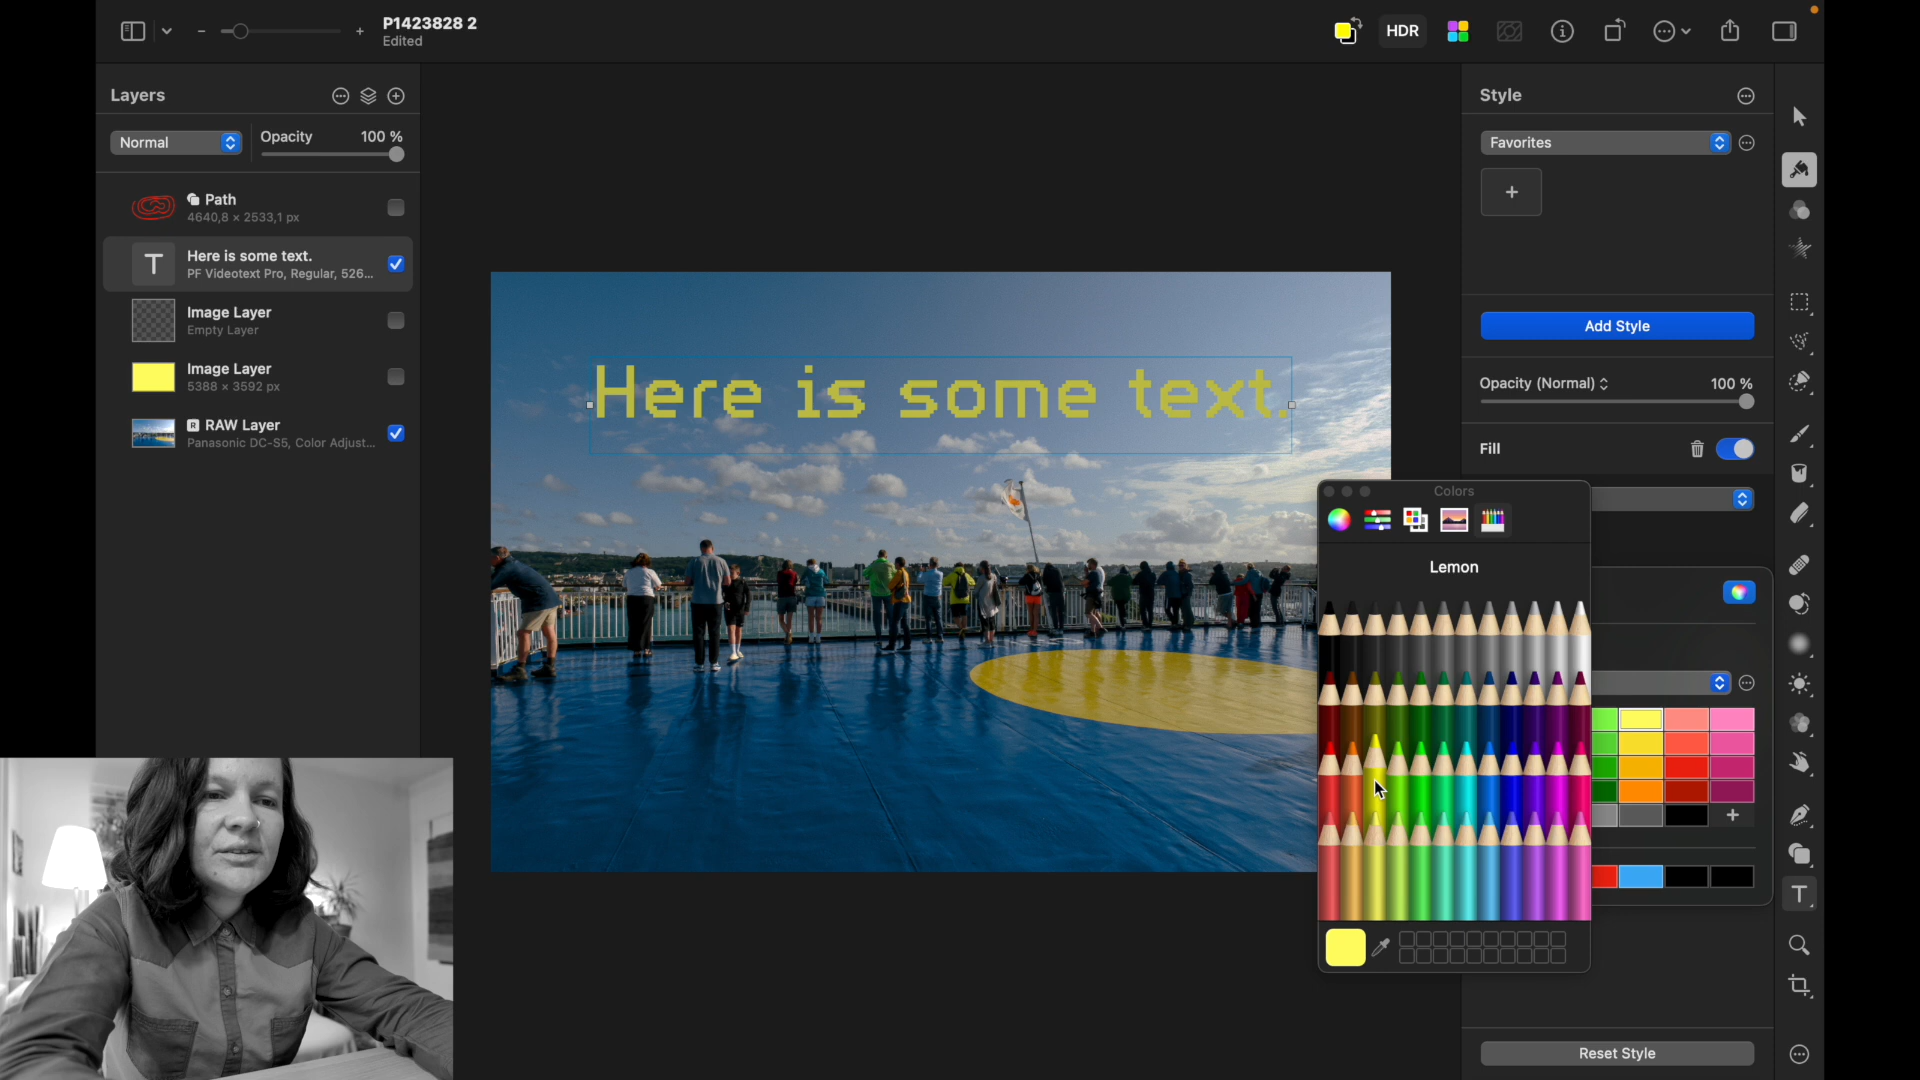 P1423828 2
Edited
HDR
Layers
Normal
Opacity 100 %
Path
4640,8 × 2533,1 px
Here is some text.
PF Videotext Pro, Regular, 526...
Image Layer
Empty Layer
Image Layer
5388 × 3592 px
RAW Layer
Panasonic DC-S5, Color Adjust...
Here is some text.
Style
Favorites
Add Style
Opacity (Normal) 100 %
Fill
Colors
Lemon
Reset Style